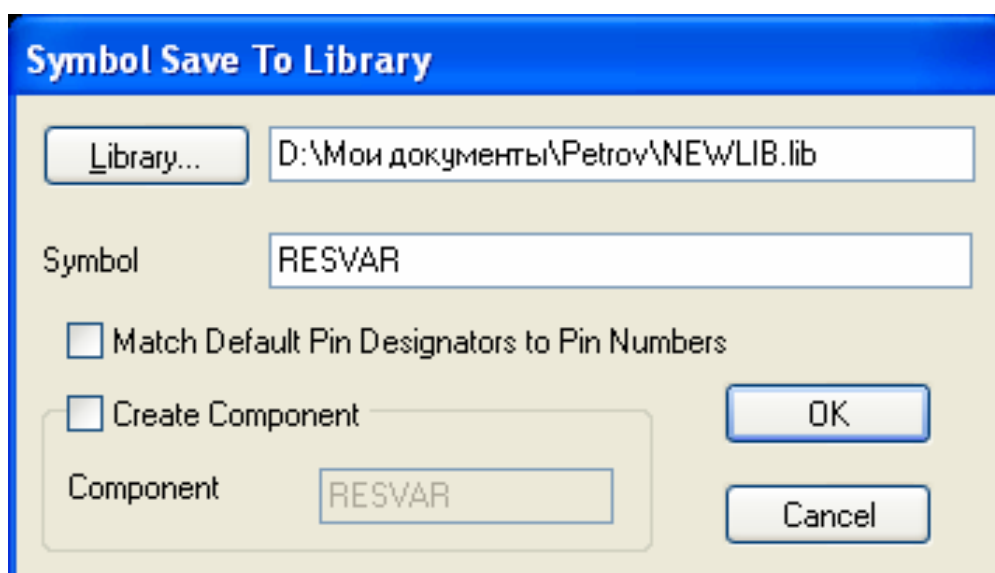 Symbol Save To Library
Library... D:\Мои документы\Petrov\NEWLIB.lib
Symbol RESVAR
Match Default Pin Designators to Pin Numbers
Create Component
OK
Component RESVAR
Cancel